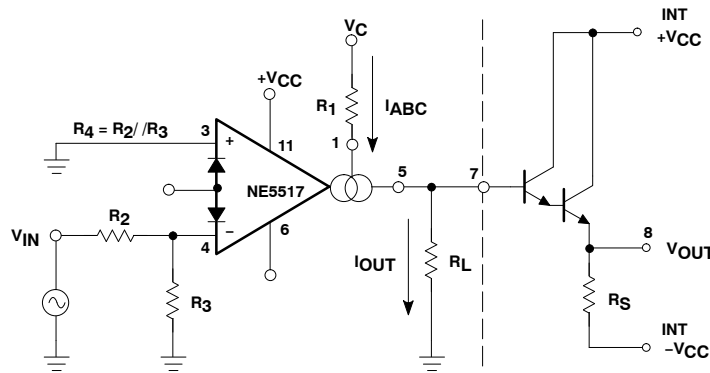 VC
INT
+VCC
+VCC
R1
IABC
R4 = R2/ /R3
3
+
11
1
NE5517
5
7
VIN
R2
4
−
6
IOUT
RL
8
VOUT
R3
RS
INT
−VCC